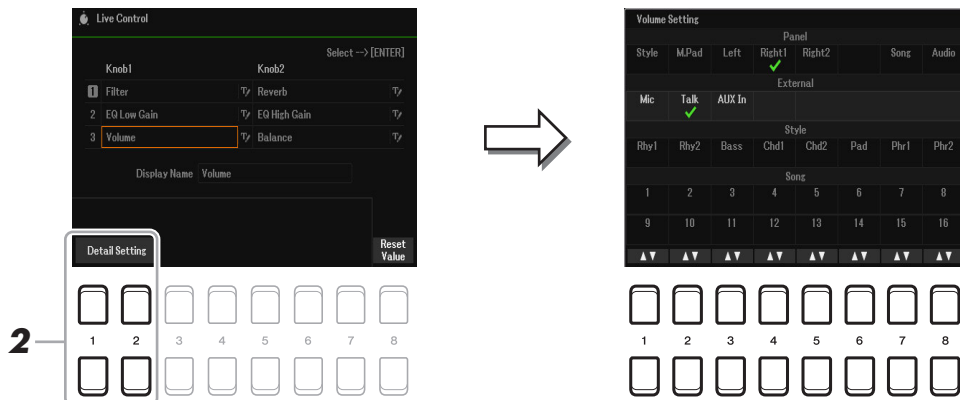 Live Control
Select --> [ENTER]
Knob1 Knob2
1 Filter Reverb
2 EQ Low Gain EQ High Gain
3 Volume Balance
Display Name Volume
Detail Setting
Reset
Value
2
1 2 3 4 5 6 7 8
Volume Setting
Panel
Style M.Pad Left Right1 Right2 Song Audio
External
Mic Talk AUX In
Style
Rhy1 Rhy2 Bass Chd1 Chd2 Pad Phr1 Phr2
Song
1 2 3 4 5 6 7 8
9 10 11 12 13 14 15 16
1 2 3 4 5 6 7 8